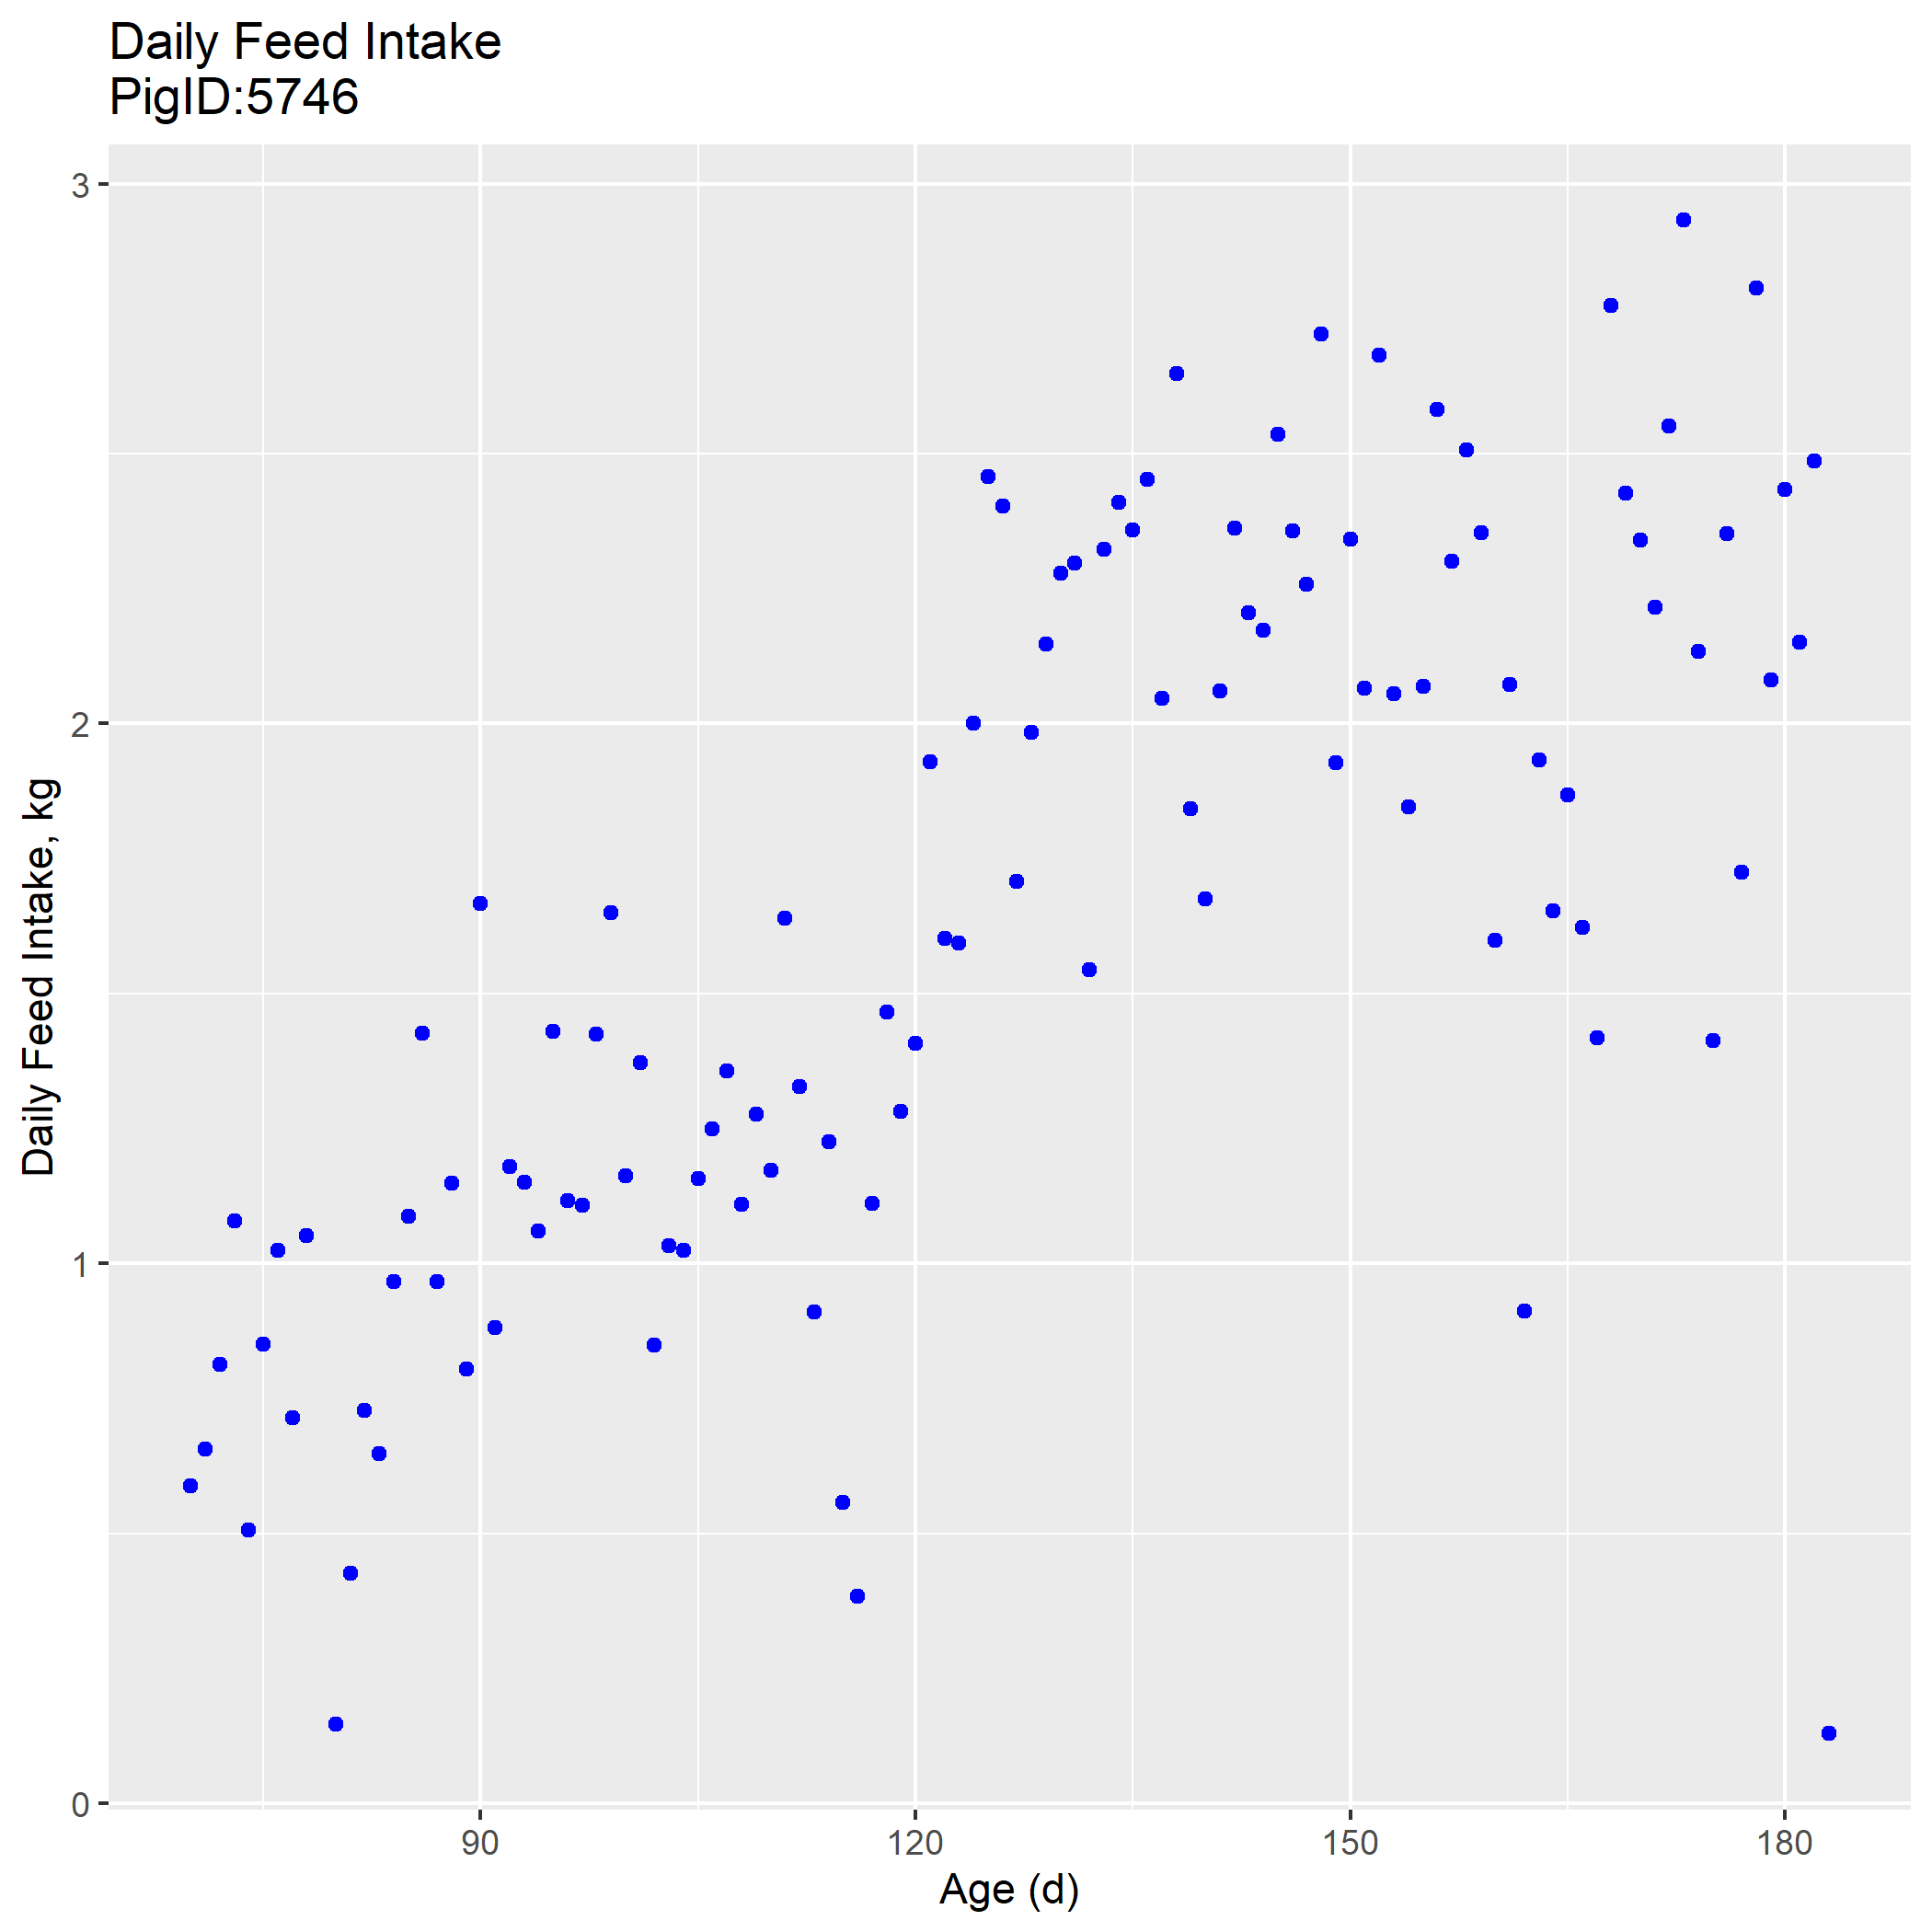 Daily Feed Intake
PigID:5746
3
2
1
0
Daily Feed Intake, kg
90 120 150 180
Age (d)